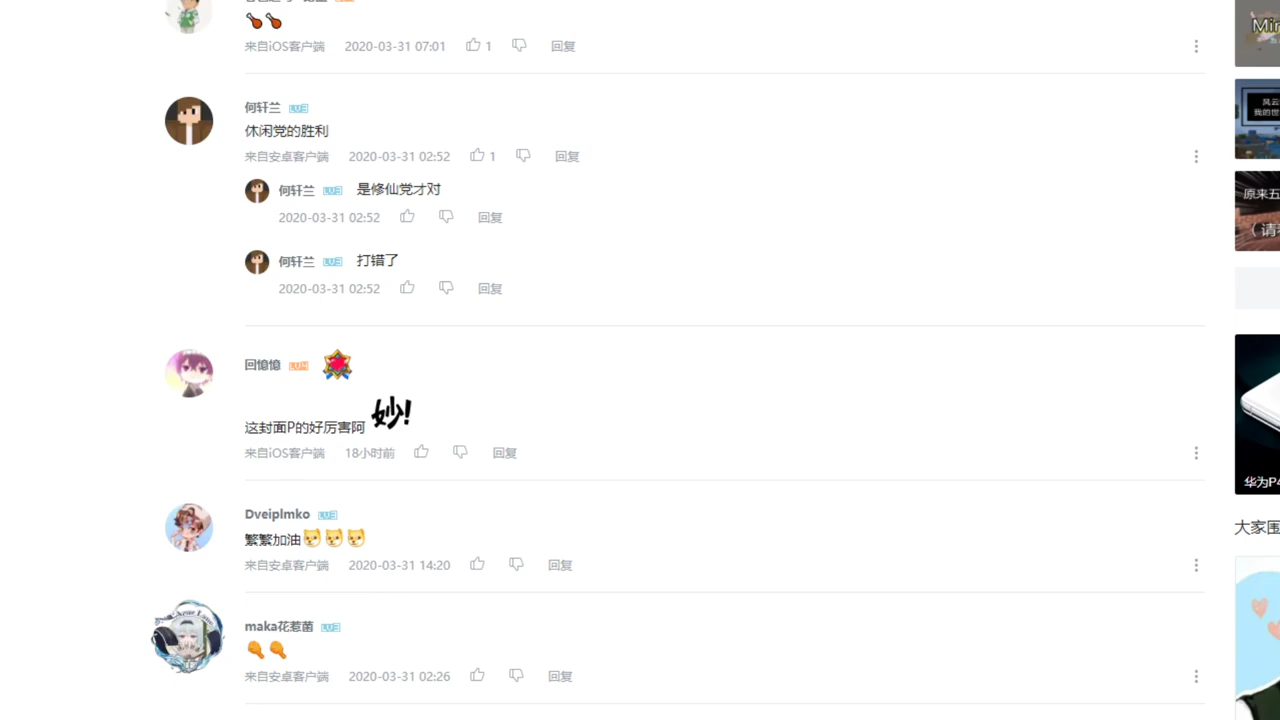 来自iOS客户端 2020-03-31 07:01 1 回复
何轩兰
休闲党的胜利
来自安卓客户端 2020-03-31 02:52 1 回复
何轩兰 是修仙党才对
2020-03-31 02:52 回复
何轩兰 打错了
2020-03-31 02:52 回复
回憶憶
这封面P的好厉害阿 妙!
来自iOS客户端 18小时前 回复
Dveiplmko
繁繁加油
来自安卓客户端 2020-03-31 14:20 回复
maka花惹菌
来自安卓客户端 2020-03-31 02:26 回复
风云
我的世
原来五
华为P4
大家围